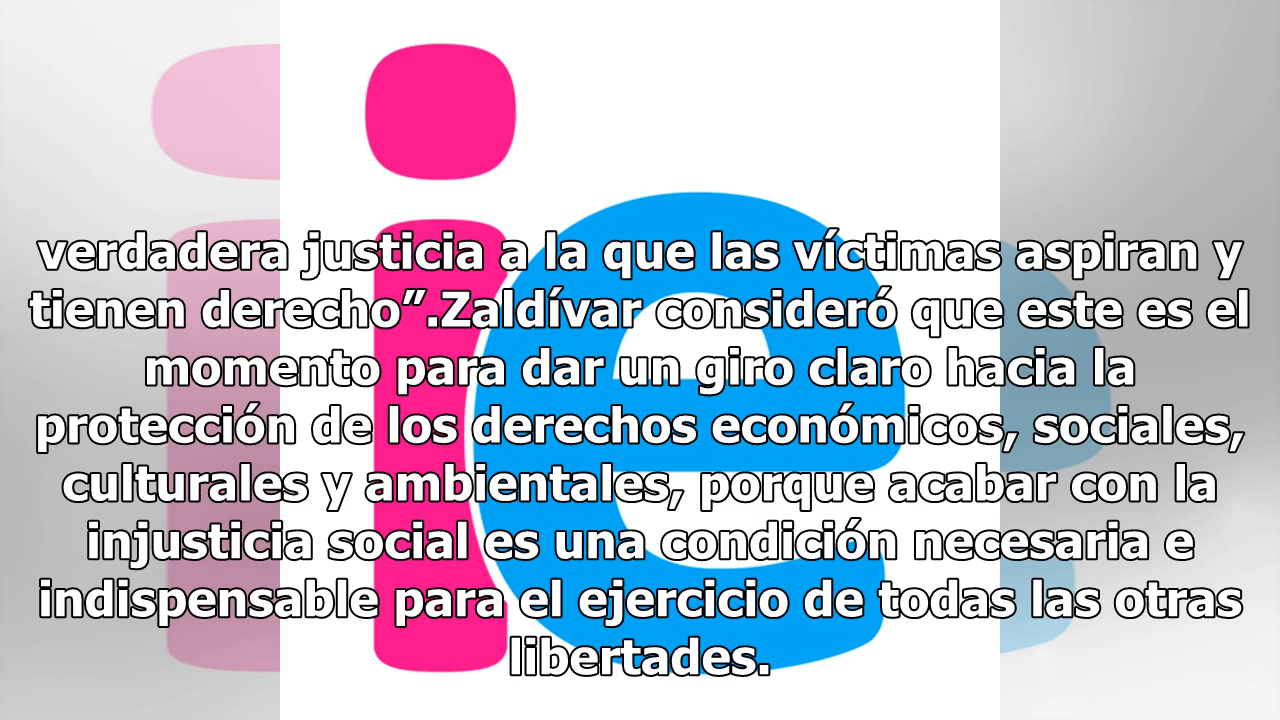 verdadera justicia a la que las víctimas aspiran y
tienen derecho”.Zaldívar consideró que este es el
momento para dar un giro claro hacia la
protección de los derechos económicos, sociales,
culturales y ambientales, porque acabar con la
injusticia social es una condición necesaria e
indispensable para el ejercicio de todas las otras
libertades.
ie